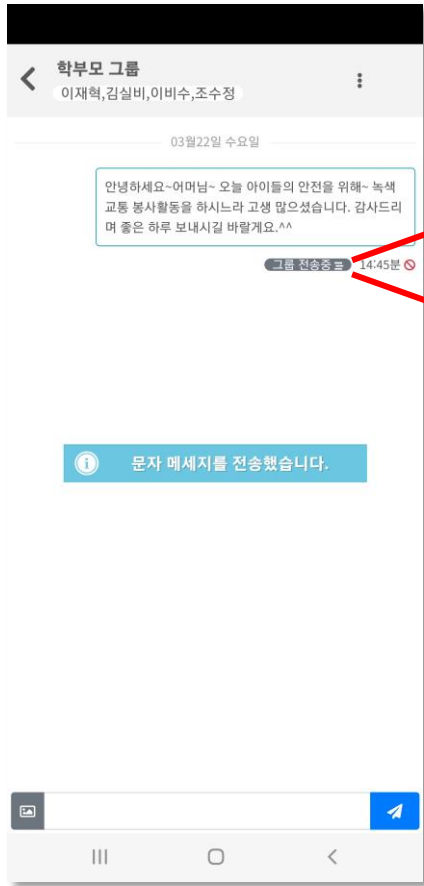 학부모 그룹
이재혁,김실비,이비수,조수정
03월22일 수요일
안녕하세요~어머님~ 오늘 아이들의 안전을 위해~ 녹색
교통 봉사활동을 하시느라 고생 많으셨습니다. 감사드리
며 좋은 하루 보내시길 바랄게요.^^
그룹 전송중 14:45분
문자 메세지를 전송했습니다.